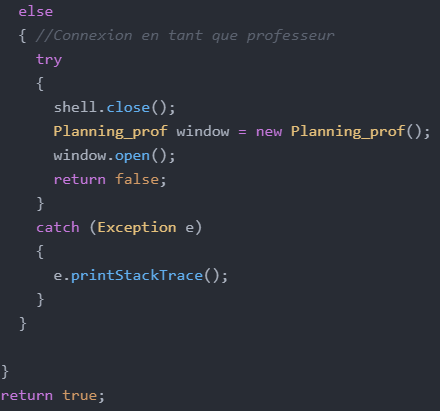 else
{ //Connexion en tant que professeur
try
{
shell.close();
Planning_prof window = new Planning_prof();
window.open();
return false;
}
catch (Exception e)
{
e.printStackTrace();
}
}
}
return true;